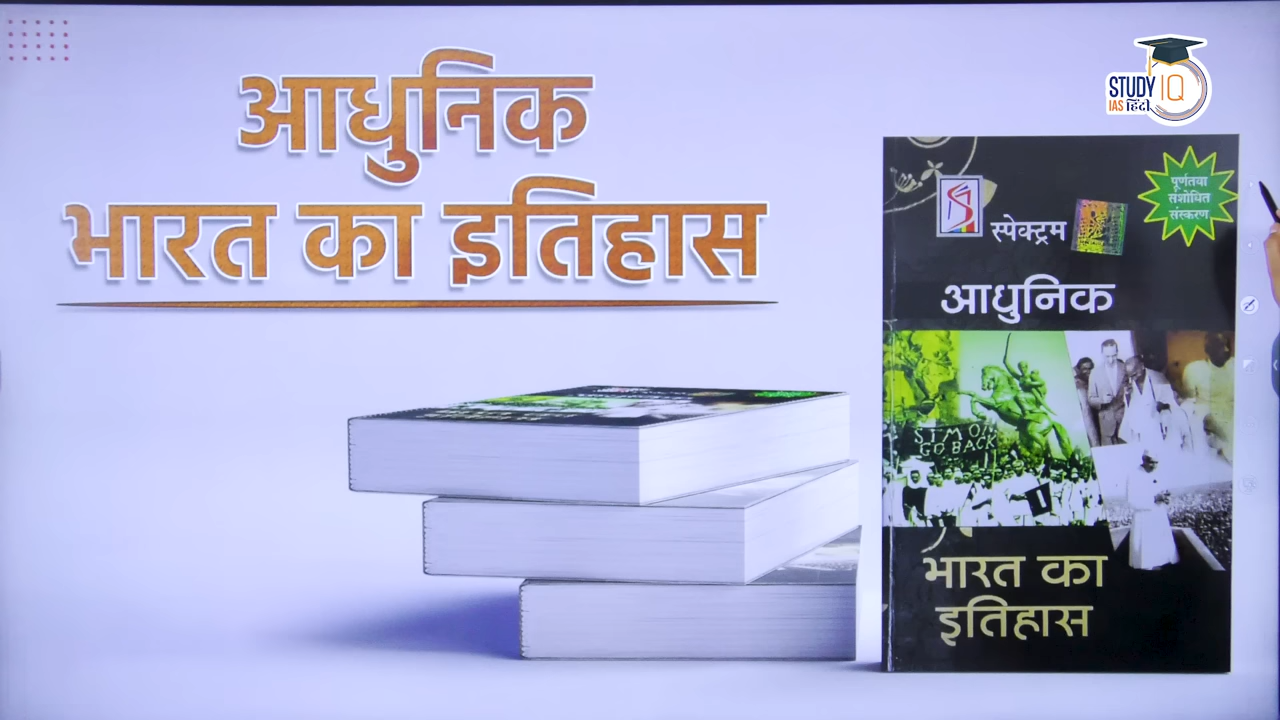 आधुनिक
भारत का इतिहास
STUDY IQ
IAS हिंदी
स्पेक्ट्रम
पूर्णतया
संशोधित
संस्करण
आधुनिक
SIMON
GO BACK
भारत का
इतिहास